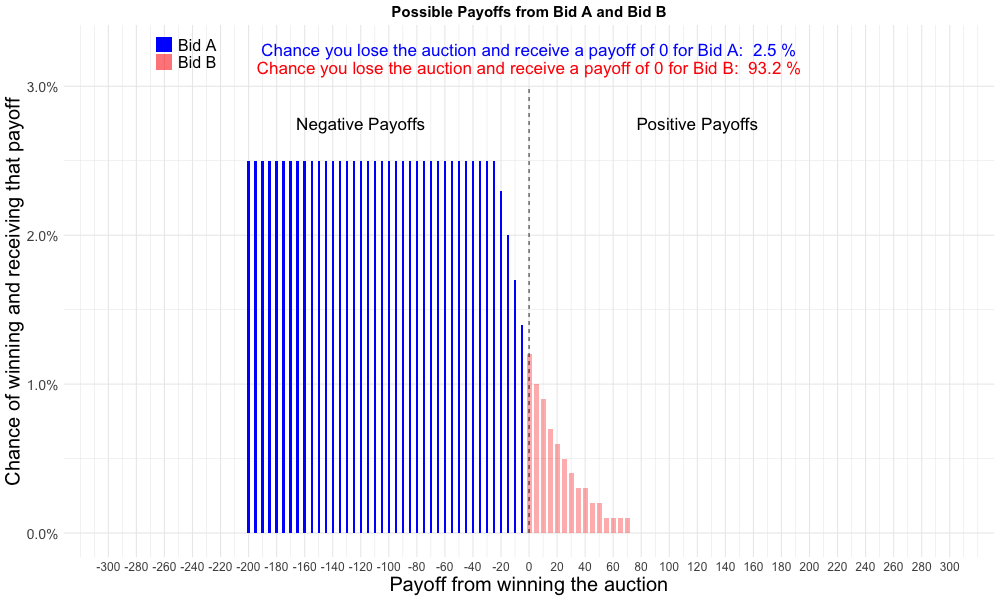 Possible Payoffs from Bid A and Bid B
Bid A
Bid B
Chance you lose the auction and receive a payoff of 0 for Bid A:  2.5 %
Chance you lose the auction and receive a payoff of 0 for Bid B:  93.2 %
Negative Payoffs
Positive Payoffs
Chance of winning and receiving that payoff
3.0%
2.0%
1.0%
0.0%
-300 -280 -260 -240 -220 -200 -180 -160 -140 -120 -100 -80 -60 -40 -20 0 20 40 60 80 100 120 140 160 180 200 220 240 260 280 300
Payoff from winning the auction